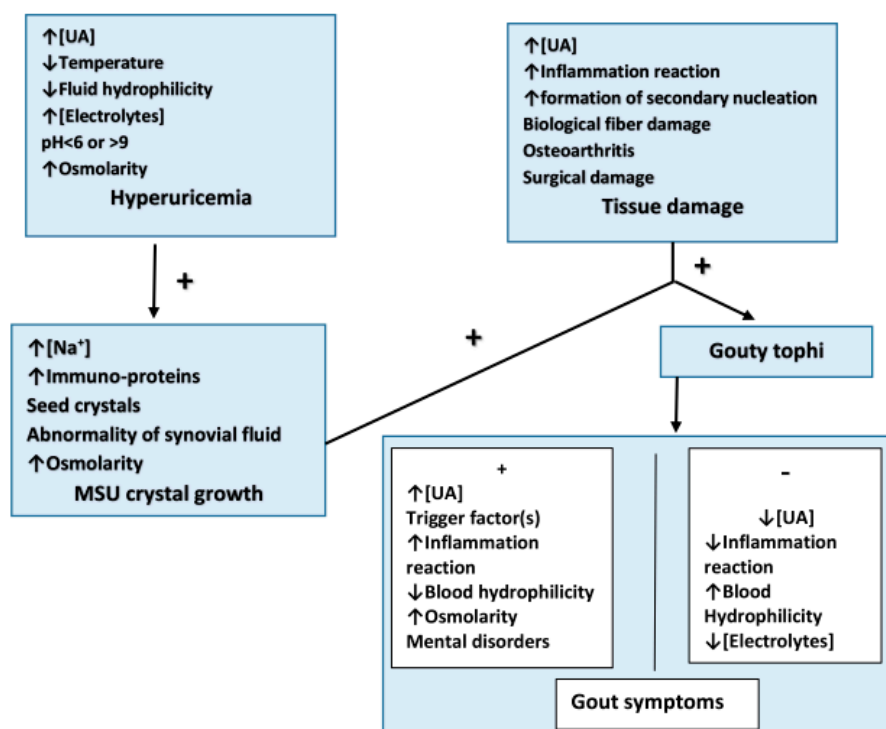 ↑[UA]
↓Temperature
↓Fluid hydrophilicity
↑[Electrolytes]
pH<6 or >9
↑Osmolarity
Hyperuricemia
↑[UA]
↑Inflammation reaction
↑formation of secondary nucleation
Biological fiber damage
Osteoarthritis
Surgical damage
Tissue damage
+
+
+
↑[Na⁺]
↑Immuno-proteins
Seed crystals
Abnormality of synovial fluid
↑Osmolarity
MSU crystal growth
Gouty tophi
+
↑[UA]
Trigger factor(s)
↑Inflammation
reaction
↓Blood hydrophilicity
↑Osmolarity
Mental disorders
-
↓[UA]
↓Inflammation
reaction
↑Blood
Hydrophilicity
↓[Electrolytes]
Gout symptoms